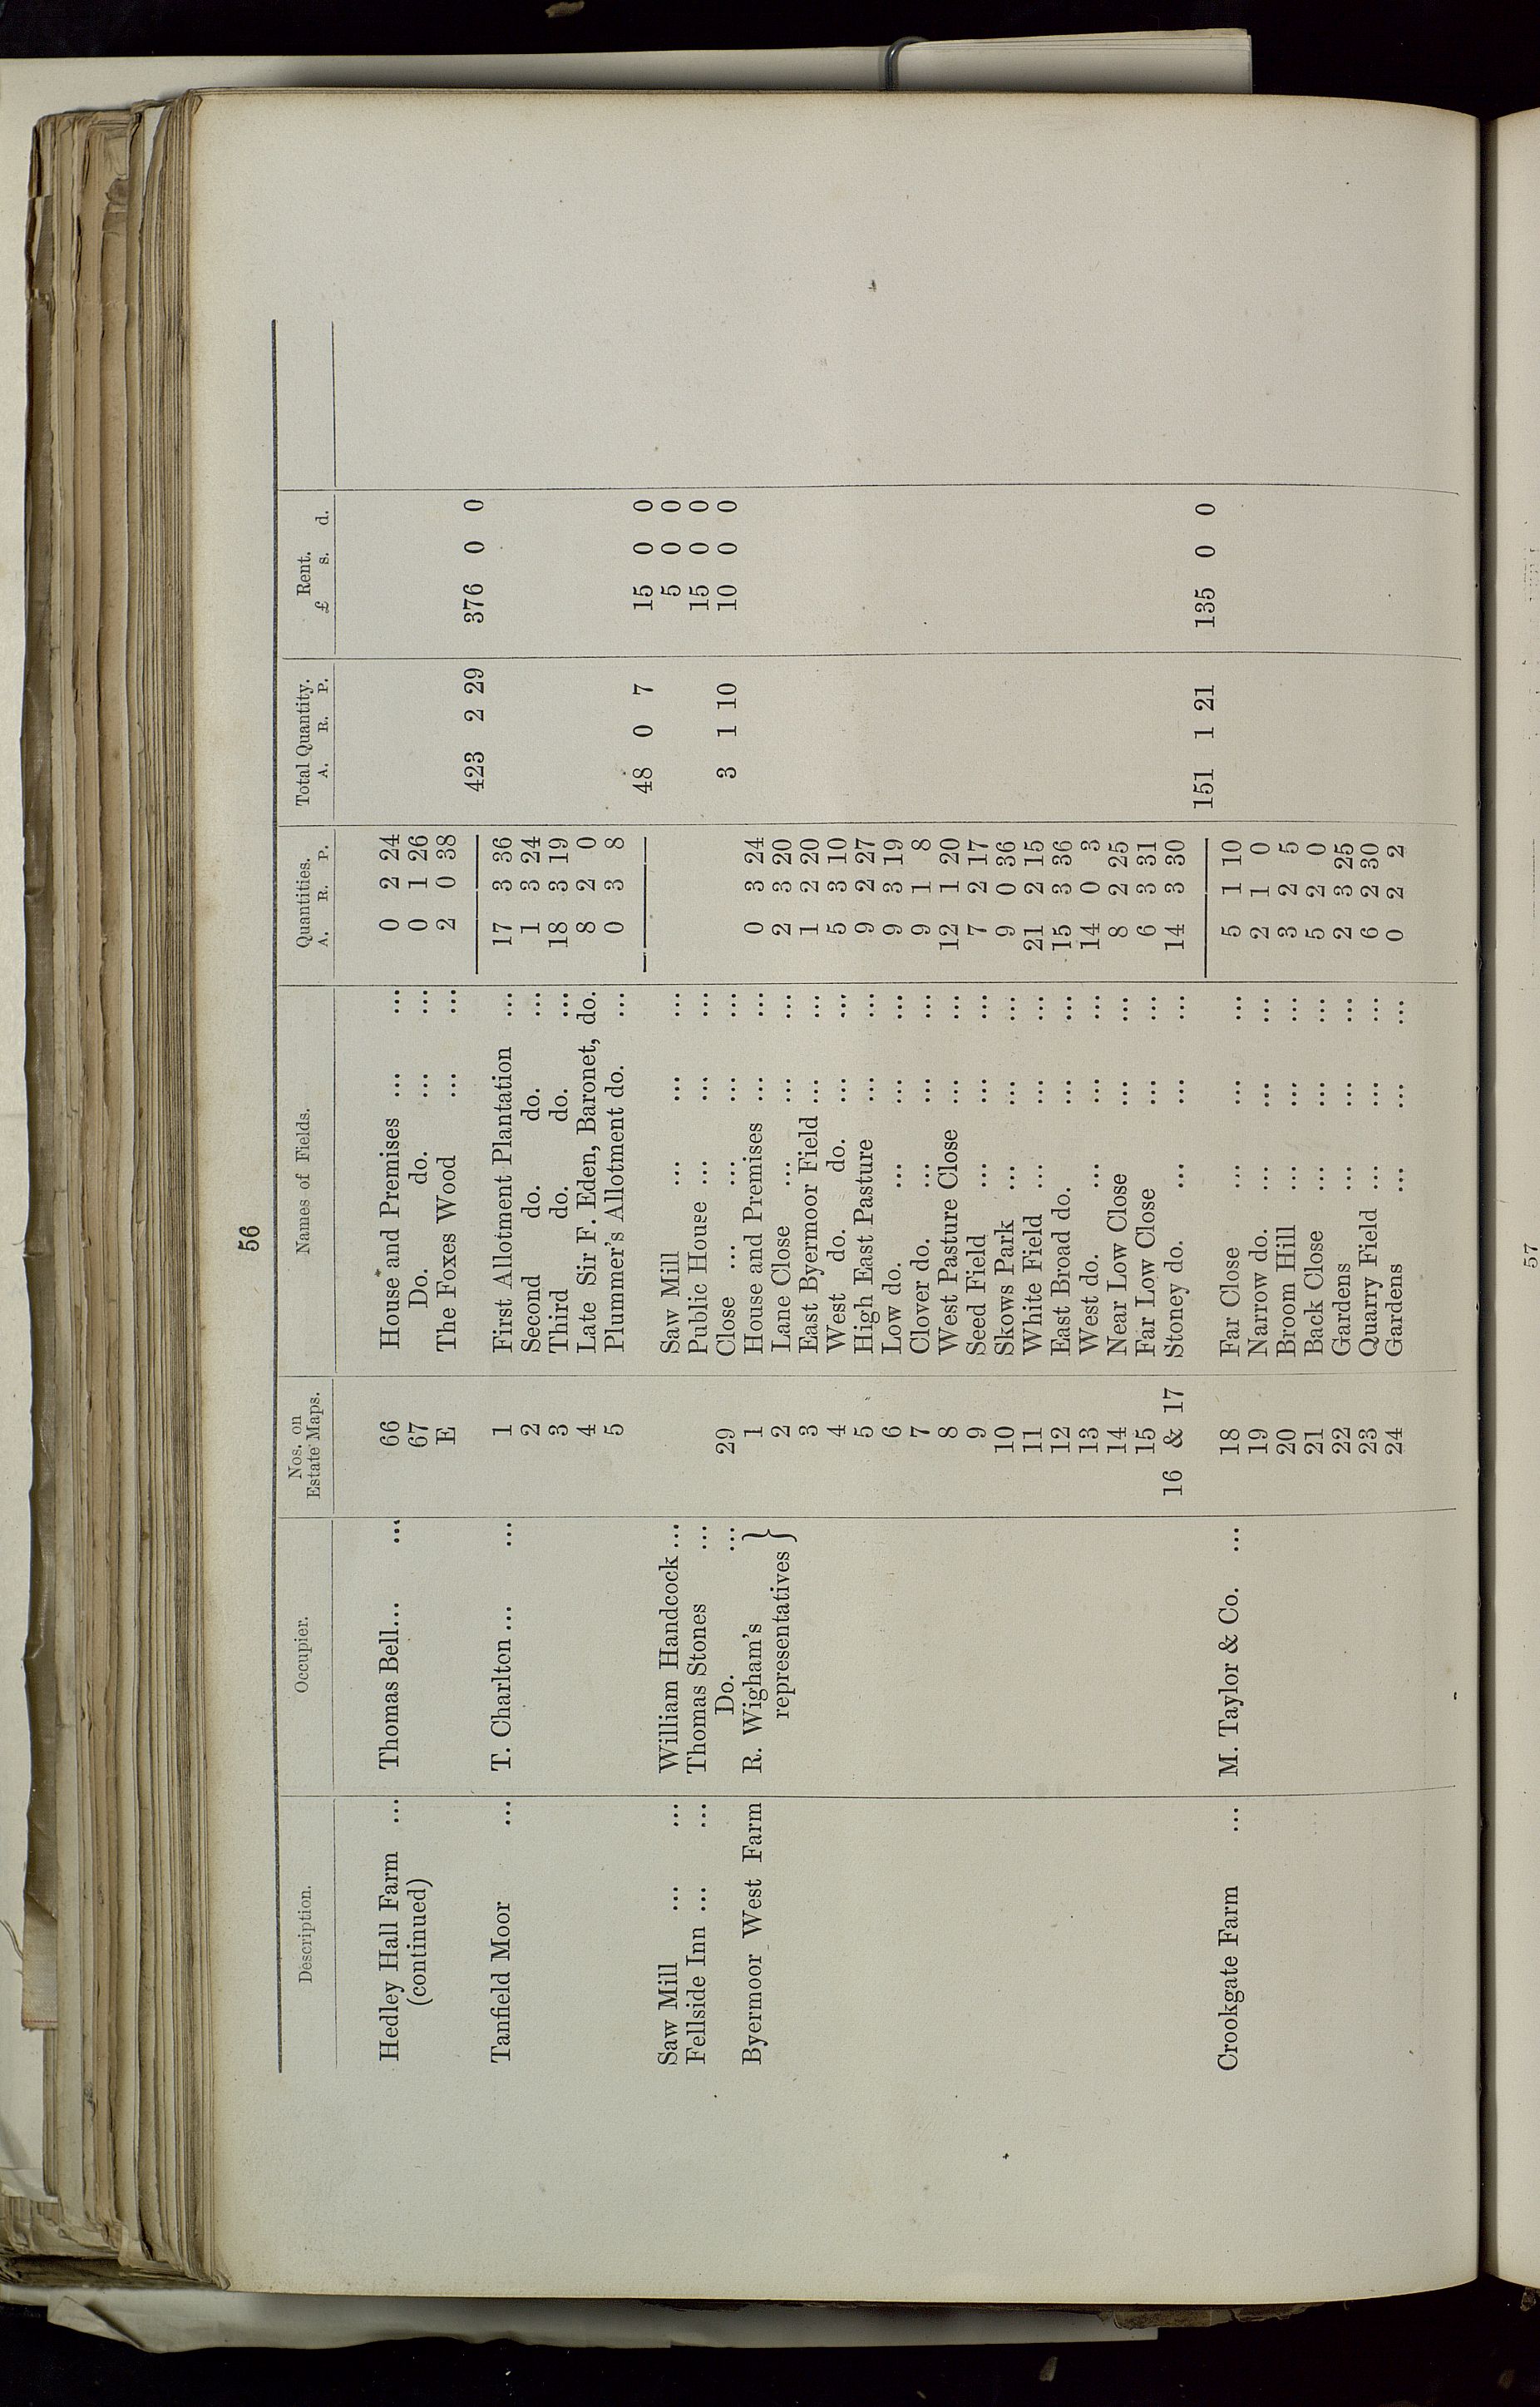 56
Description. Occupier. Nos. on Estate Maps. Names of Fields. Quantities. Total Quantity. Rent.
A. R. P. A. R. P. £ s. d.
Hedley Hall Farm ... Thomas Bell... ... 66 House and Premises ... ... 0 2 24
(continued) 67 Do. do. ... ... 0 1 26
E The Foxes Wood ... ... 2 0 38
423 2 29 376 0 0
Tanfield Moor ... T. Charlton ... ... 1 First Allotment Plantation ... 17 3 36
2 Second do. do. ... 1 3 24
3 Third do. do. ... 18 3 19
4 Late Sir F. Eden, Baronet, do. 8 2 0
5 Plummer's Allotment do. ... 0 3 8
48 0 7 15 0 0
Saw Mill ... ... William Handcock ... Saw Mill ... ... ... 5 0 0
Fellside Inn ... ... Thomas Stones ... Public House ... ... ... 15 0 0
Do. ... 29 Close ... ... ... ... 3 1 10 10 0 0
Byermoor West Farm R. Wigham's } 1 House and Premises ... ... 0 3 24
representatives } 2 Lane Close ... ... ... 2 3 20
3 East Byermoor Field ... ... 1 2 20
4 West do. do. ... ... 5 3 10
5 High East Pasture ... ... 9 2 27
6 Low do. ... ... ... 9 3 19
7 Clover do. ... ... ... 9 1 8
8 West Pasture Close ... ... 12 1 20
9 Seed Field ... ... ... 7 2 17
10 Skows Park ... ... ... 9 0 36
11 White Field ... ... ... 21 2 15
12 East Broad do. ... ... 15 3 36
13 West do. ... ... ... 14 0 3
14 Near Low Close ... ... 8 2 25
15 Far Low Close ... ... 6 3 31
16 & 17 Stoney do. ... ... ... 14 3 30
151 1 21 135 0 0
Crookgate Farm ... M. Taylor & Co. ... 18 Far Close ... ... ... 5 1 10
19 Narrow do. ... ... ... 2 1 0
20 Broom Hill ... ... ... 3 2 5
21 Back Close ... ... ... 5 2 0
22 Gardens ... ... ... 2 3 25
23 Quarry Field ... ... ... 6 2 30
24 Gardens ... ... ... 0 2 2
57